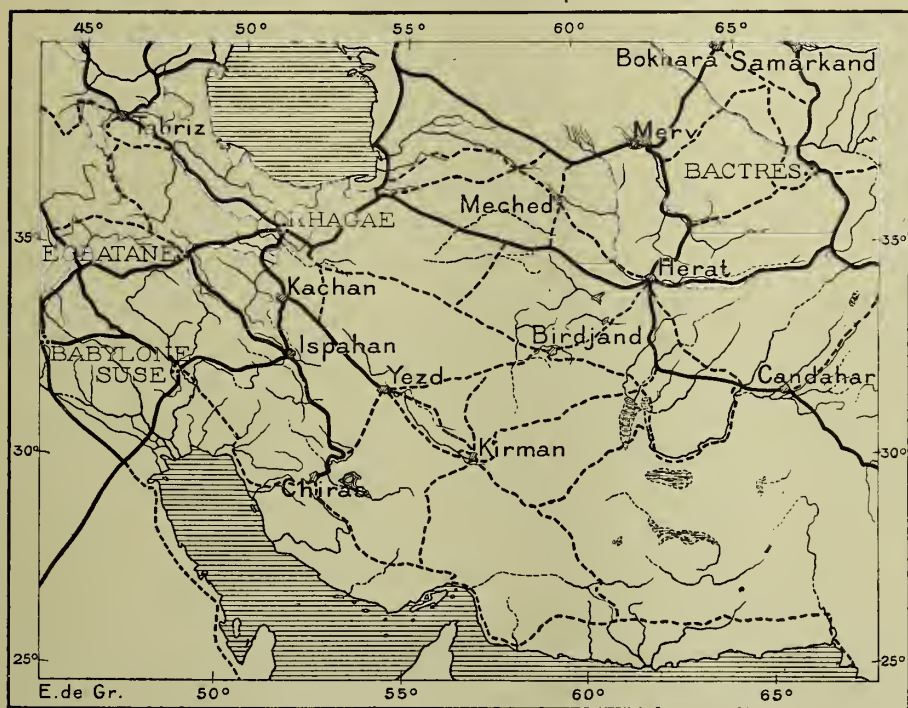 45° 50° 55° 60° 65°
Bokhara Samarkand
Tabriz
Merv
BACTRES
Meched
RHAGAE
35° 35°
ECBATANE
Herat
Kachan
BABYLONE
SUSE
Ispahan
Birdjand
Yezd
Candahar
30° 30°
Kirman
Chiras
25° 25°
E.de Gr. 50° 55° 60° 65°